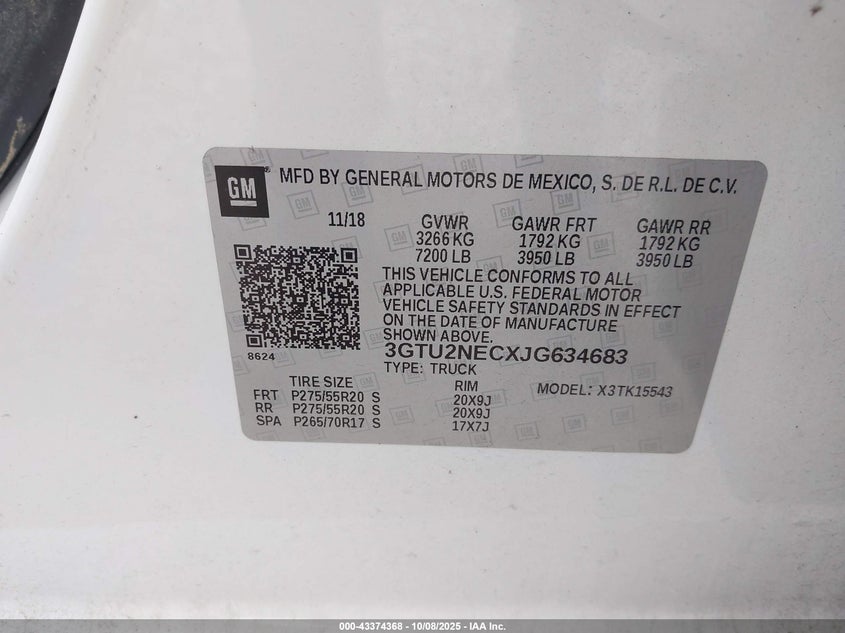 GM
MFD BY GENERAL MOTORS DE MEXICO, S. DE R.L. DE C.V.
11/18 GVWR GAWR FRT GAWR RR
3266 KG 1792 KG 1792 KG
7200 LB 3950 LB 3950 LB
THIS VEHICLE CONFORMS TO ALL
APPLICABLE U.S. FEDERAL MOTOR
VEHICLE SAFETY STANDARDS IN EFFECT
ON THE DATE OF MANUFACTURE
SHOWN ABOVE.
8624
3GTU2NECXJG634683
TYPE: TRUCK
TIRE SIZE RIM MODEL: X3TK15543
FRT P275/55R20 S 20X9J
RR P275/55R20 S 20X9J
SPA P265/70R17 S 17X7J
000-43374368 - 10/08/2025 - IAA Inc.